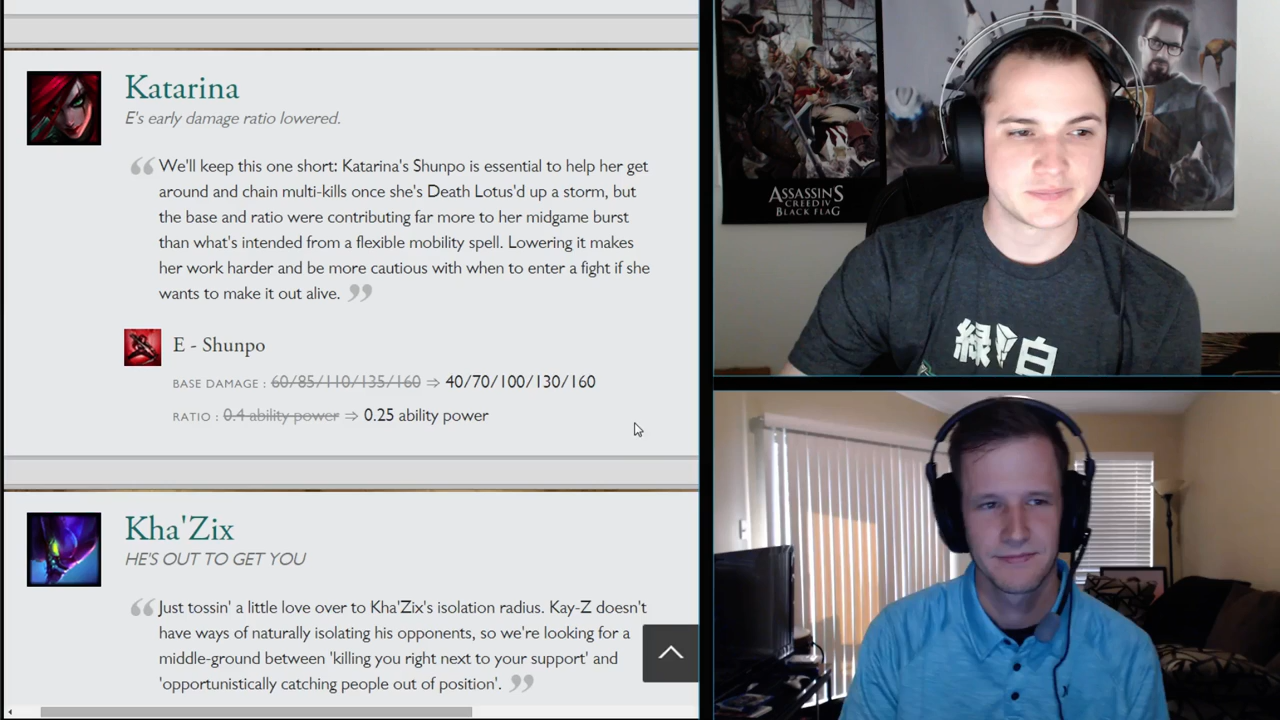 Katarina
E's early damage ratio lowered.
“ We'll keep this one short: Katarina's Shunpo is essential to help her get
around and chain multi-kills once she's Death Lotus'd up a storm, but
the base and ratio were contributing far more to her midgame burst
than what's intended from a flexible mobility spell. Lowering it makes
her work harder and be more cautious with when to enter a fight if she
wants to make it out alive. ”
E - Shunpo
BASE DAMAGE : 60/85/110/135/160 ⇒ 40/70/100/130/160
RATIO : 0.4 ability power ⇒ 0.25 ability power
Kha'Zix
HE'S OUT TO GET YOU
“ Just tossin' a little love over to Kha'Zix's isolation radius. Kay-Z doesn't
have ways of naturally isolating his opponents, so we're looking for a
middle-ground between 'killing you right next to your support' and
'opportunistically catching people out of position'. ”
ASSASSIN'S
CREED IV
BLACK FLAG
緑 白